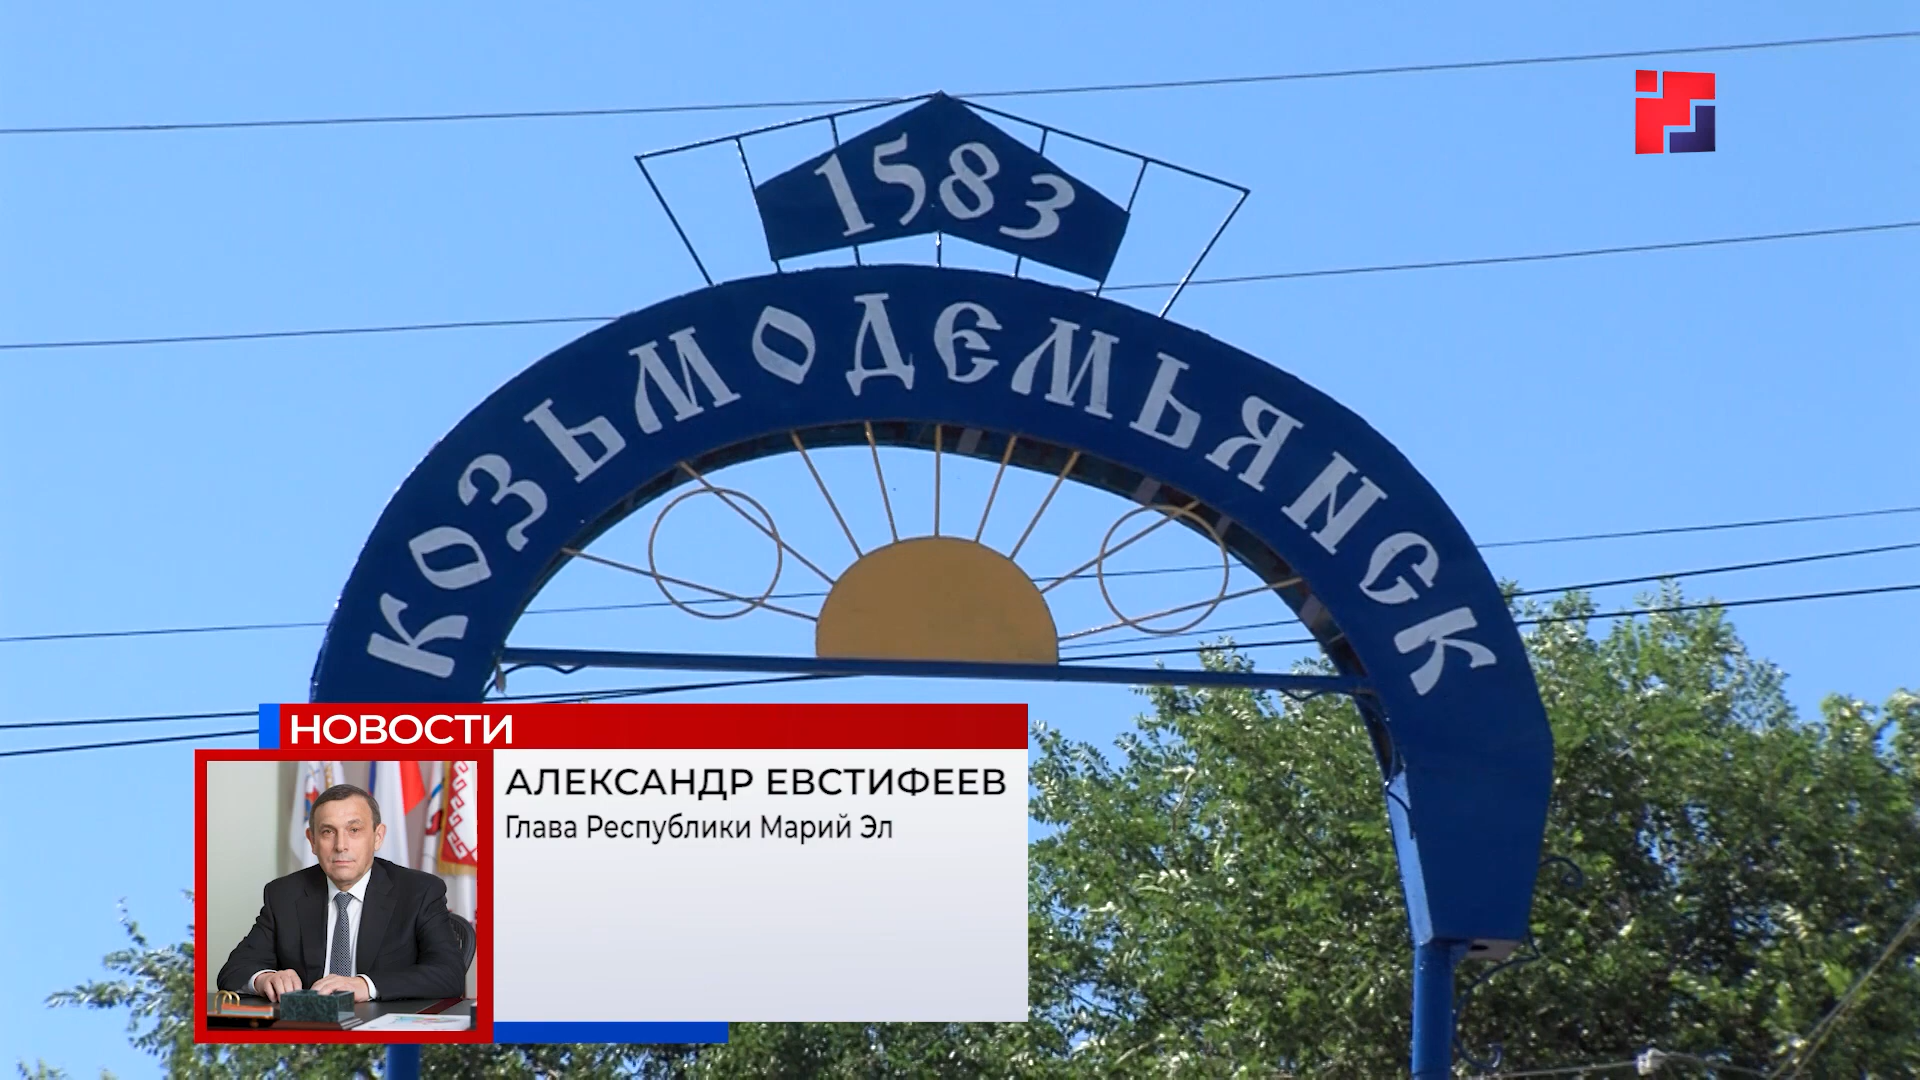 1583
КОЗЬМОДЕМЬЯНСК
НОВОСТИ
АЛЕКСАНДР ЕВСТИФЕЕВ
Глава Республики Марий Эл